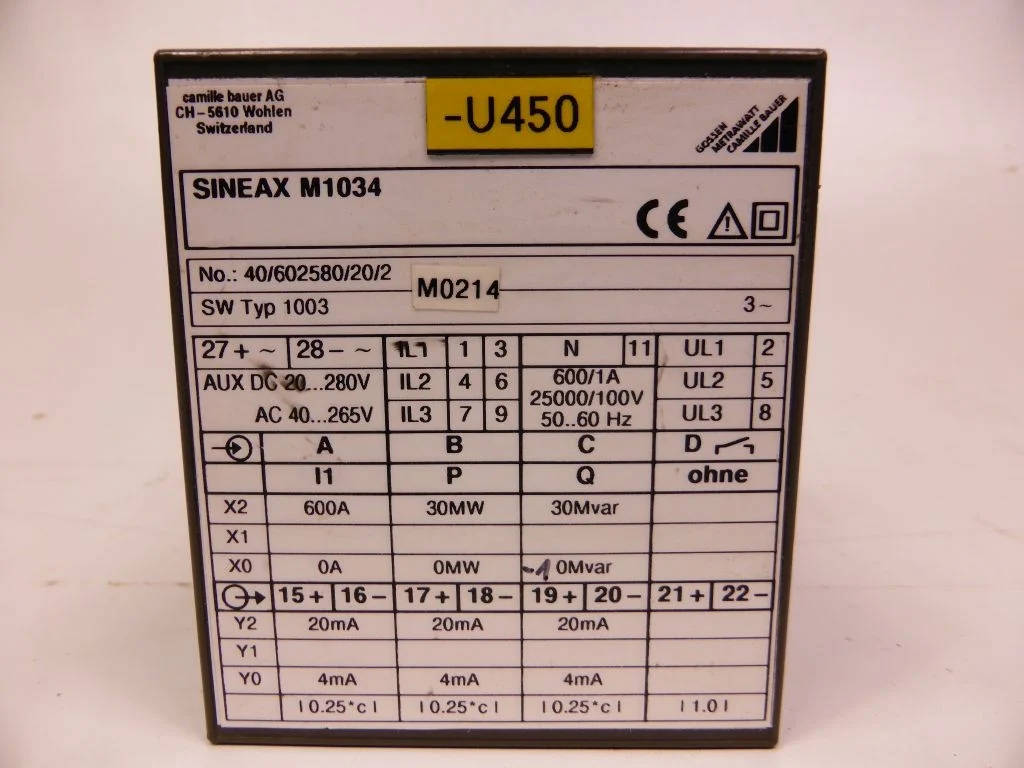 camille bauer AG
CH-5610 Wohlen
Switzerland
-U450
GOSSEN
METRAWATT
CAMILLE BAUER
SINEAX M1034
CE
No.: 40/602580/20/2
M0214
SW Typ 1003 3~
27 + ~ 28 - ~ IL1 1 3 N 11 UL1 2
AUX DC 20...280V IL2 4 6 600/1A UL2 5
25000/100V
AC 40...265V IL3 7 9 50..60 Hz UL3 8
A B C D
I1 P Q ohne
X2 600A 30MW 30Mvar
X1
X0 0A 0MW -10Mvar
15 + 16 - 17 + 18 - 19 + 20 - 21 + 22 -
Y2 20mA 20mA 20mA
Y1
Y0 4mA 4mA 4mA
| 0.25*c | | 0.25*c | | 0.25*c | | 1.0 |